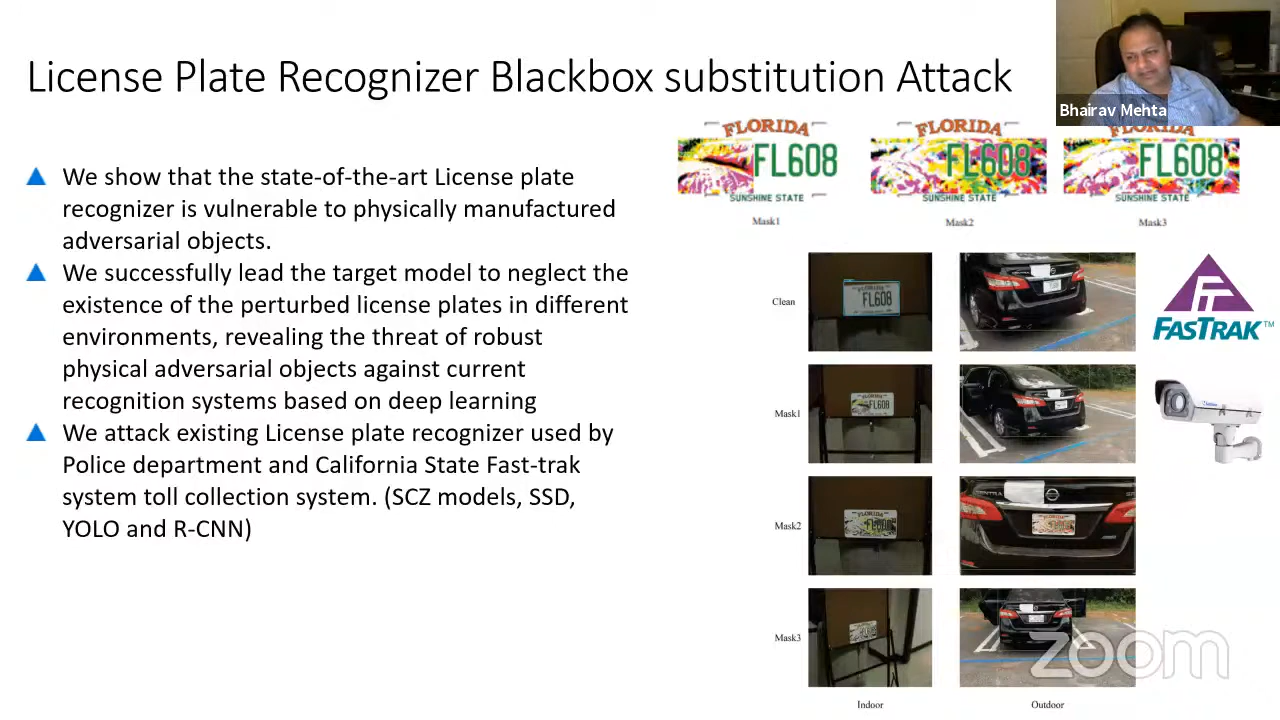 License Plate Recognizer Blackbox substitution Attack
Bhairav Mehta
We show that the state-of-the-art License plate
recognizer is vulnerable to physically manufactured
adversarial objects.
We successfully lead the target model to neglect the
existence of the perturbed license plates in different
environments, revealing the threat of robust
physical adversarial objects against current
recognition systems based on deep learning
We attack existing License plate recognizer used by
Police department and California State Fast-trak
system toll collection system. (SCZ models, SSD,
YOLO and R-CNN)
FLORIDA
FL608
SUNSHINE STATE
Mask1
FLORIDA
FL608
SUNSHINE STATE
Mask2
FLORIDA
FL608
SUNSHINE STATE
Mask3
Clean
FL608
FASTRAK™
Mask1
FL608
Mask2
Mask3
Indoor
Outdoor
zoom